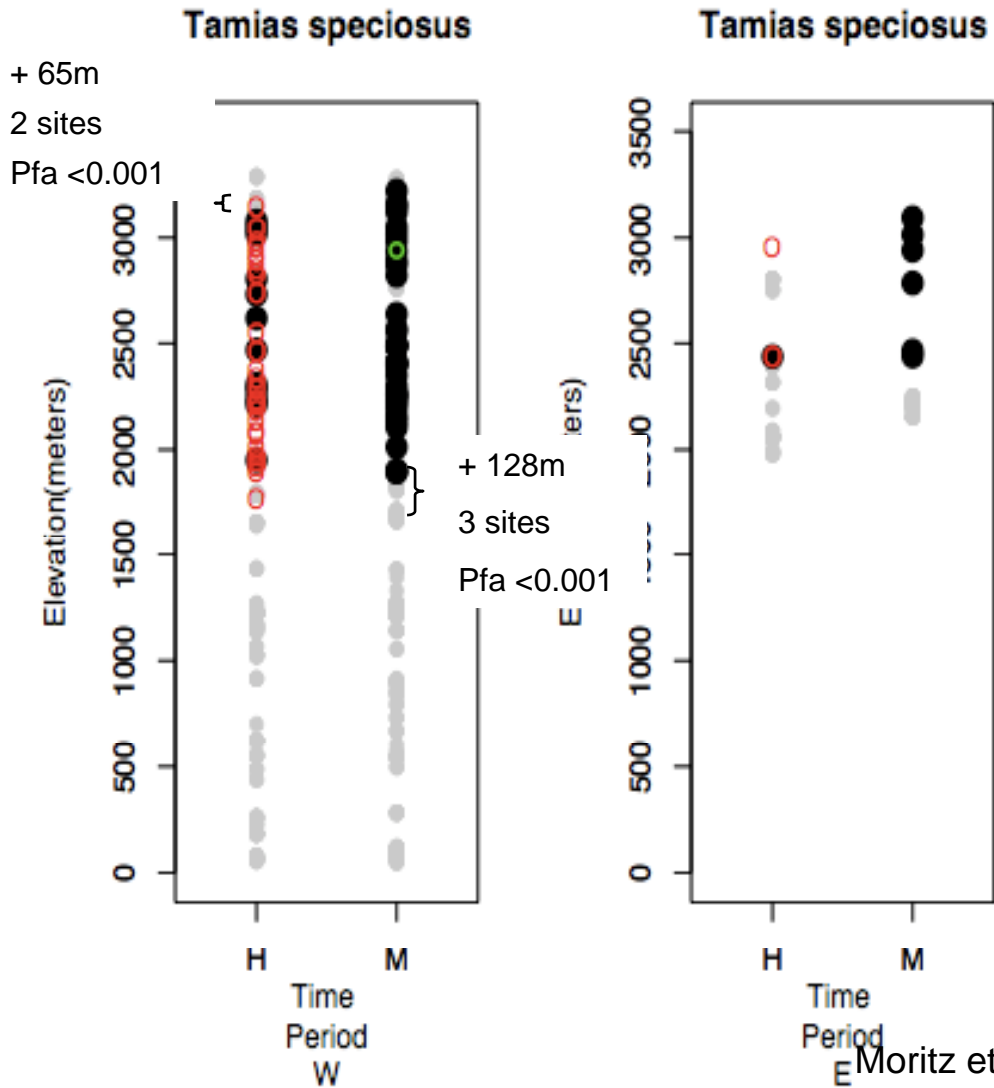 Tamias speciosus
+ 65m
2 sites
Pfa <0.001
Elevation(meters)
0
500
1000
1500
2000
2500
3000
+ 128m
3 sites
Pfa <0.001
H
M
Time
Period
W
Tamias speciosus
E
ters)
0
500
1000
2500
3000
3500
H
M
Time
Period
E
Moritz et